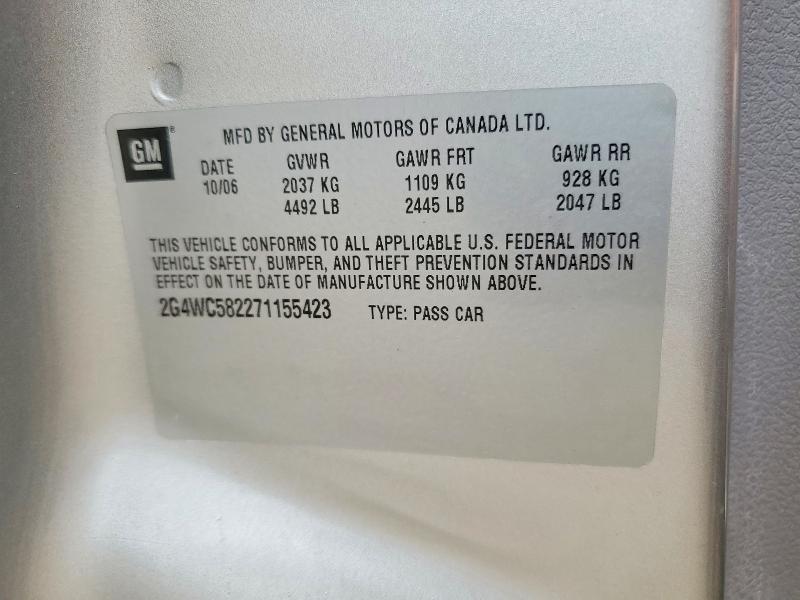 GM®
MFD BY GENERAL MOTORS OF CANADA LTD.
DATE GVWR GAWR FRT GAWR RR
10/06 2037 KG 1109 KG 928 KG
4492 LB 2445 LB 2047 LB
THIS VEHICLE CONFORMS TO ALL APPLICABLE U.S. FEDERAL MOTOR
VEHICLE SAFETY, BUMPER, AND THEFT PREVENTION STANDARDS IN
EFFECT ON THE DATE OF MANUFACTURE SHOWN ABOVE.
2G4WC582271155423 TYPE: PASS CAR